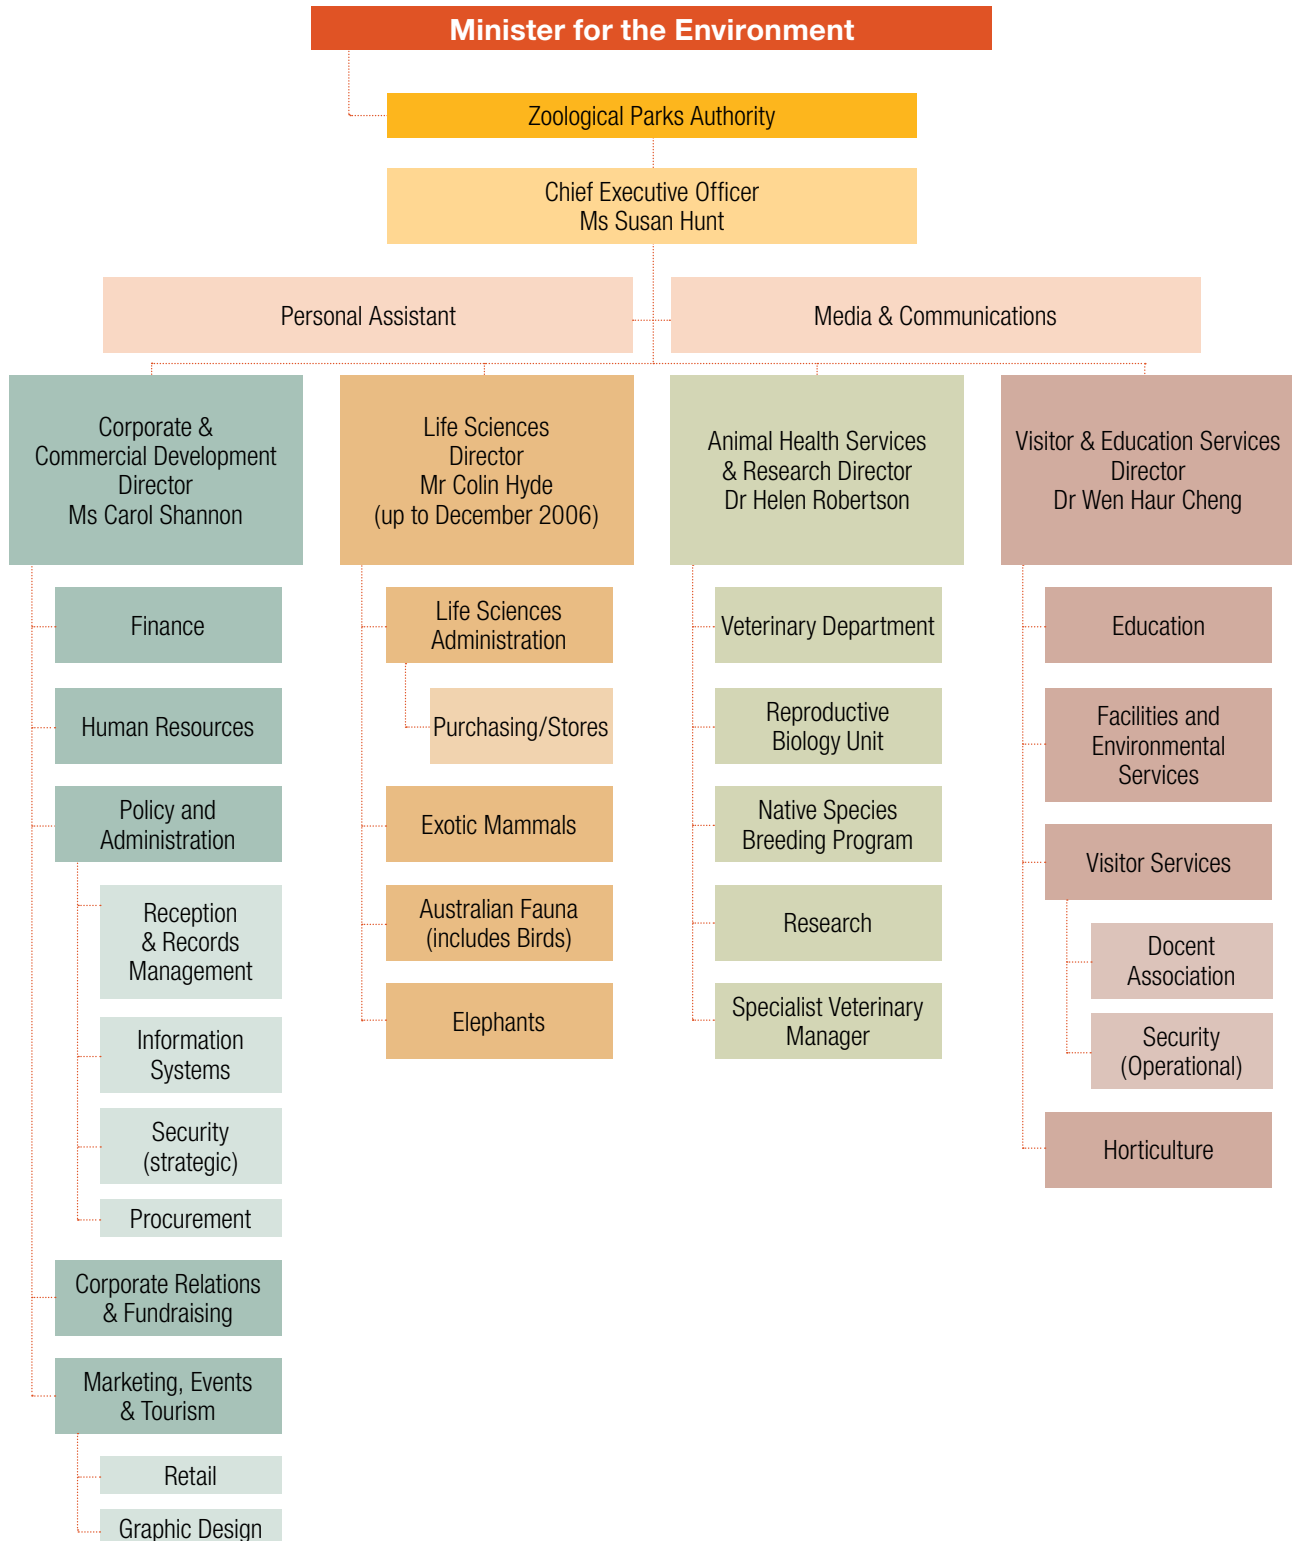 Minister for the Environment
Zoological Parks Authority
Chief Executive Officer
Ms Susan Hunt
Personal Assistant
Media & Communications
Corporate &
Commercial Development
Director
Ms Carol Shannon
Finance
Human Resources
Policy and
Administration
Reception
& Records
Management
Information
Systems
Security
(strategic)
Procurement
Corporate Relations
& Fundraising
Marketing, Events
& Tourism
Retail
Graphic Design
Life Sciences
Director
Mr Colin Hyde
(up to December 2006)
Life Sciences
Administration
Purchasing/Stores
Exotic Mammals
Australian Fauna
(includes Birds)
Elephants
Animal Health Services
& Research Director
Dr Helen Robertson
Veterinary Department
Reproductive
Biology Unit
Native Species
Breeding Program
Research
Specialist Veterinary
Manager
Visitor & Education Services
Director
Dr Wen Haur Cheng
Education
Facilities and
Environmental
Services
Visitor Services
Docent
Association
Security
(Operational)
Horticulture